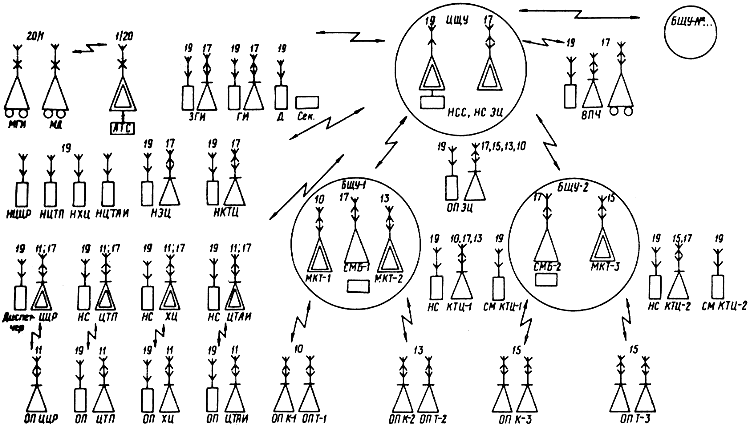 20/1 1/20 19 17 19 17 19 19 ЦЩУ 17 БЩУ-№... 19 17
МГИ МД АТС ЗГИ ГИ Д Сек. НСС, НС ЭЦ ВПЧ
19 19 17 19 17 19 17,15,13,10
НЦЦР НЦТП НХЦ НЦТАИ НЭЦ НКТЦ ОП ЭЦ
БЩУ-1 БЩУ-2
10 17 13 17 15
МКТ-1 СМБ-1 МКТ-2 СМБ-2 МКТ-3
19 11,17 19 11,17 19 11,17 19 11,17 19 10,17,13 19 19 15,17 19
Диспетчер ЦЦР НС ЦТП НС ХЦ НС ЦТАИ НС КТЦ-1 СМ КТЦ-1 НС КТЦ-2 СМ КТЦ-2
11 19 11 19 11 19 11 10 13 15 15
ОП ЦЦР ОП ЦТП ОП ХЦ ОП ЦТАИ ОП К-1 ОП Т-1 ОП К-2 ОП Т-2 ОП К-3 ОП Т-3